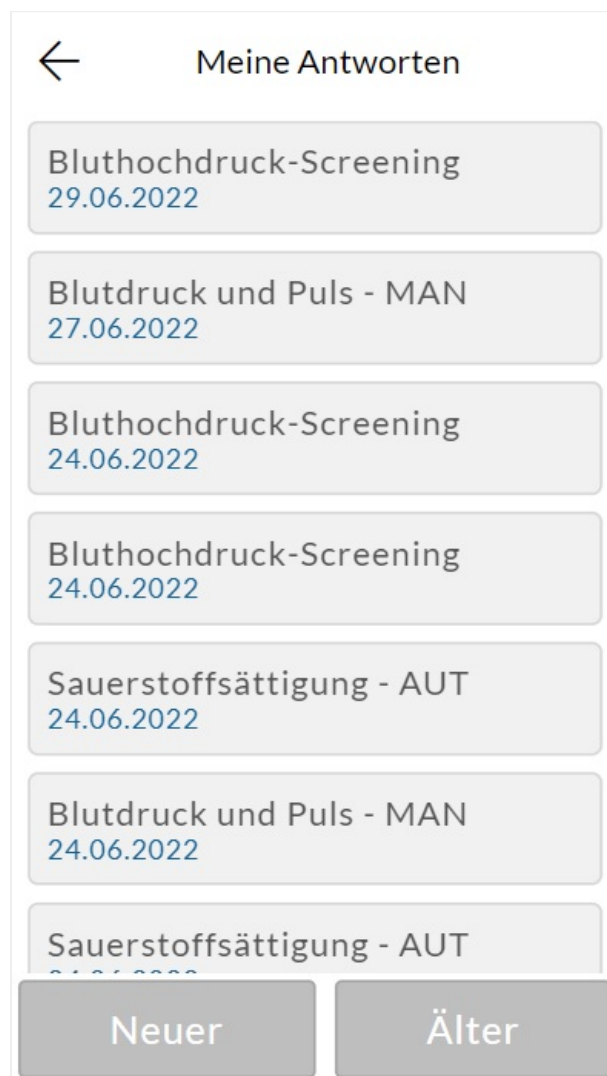 Meine Antworten
Bluthochdruck-Screening
29.06.2022
Blutdruck und Puls - MAN
27.06.2022
Bluthochdruck-Screening
24.06.2022
Bluthochdruck-Screening
24.06.2022
Sauerstoffsättigung - AUT
24.06.2022
Blutdruck und Puls - MAN
24.06.2022
Sauerstoffsättigung - AUT
Neuer
Älter